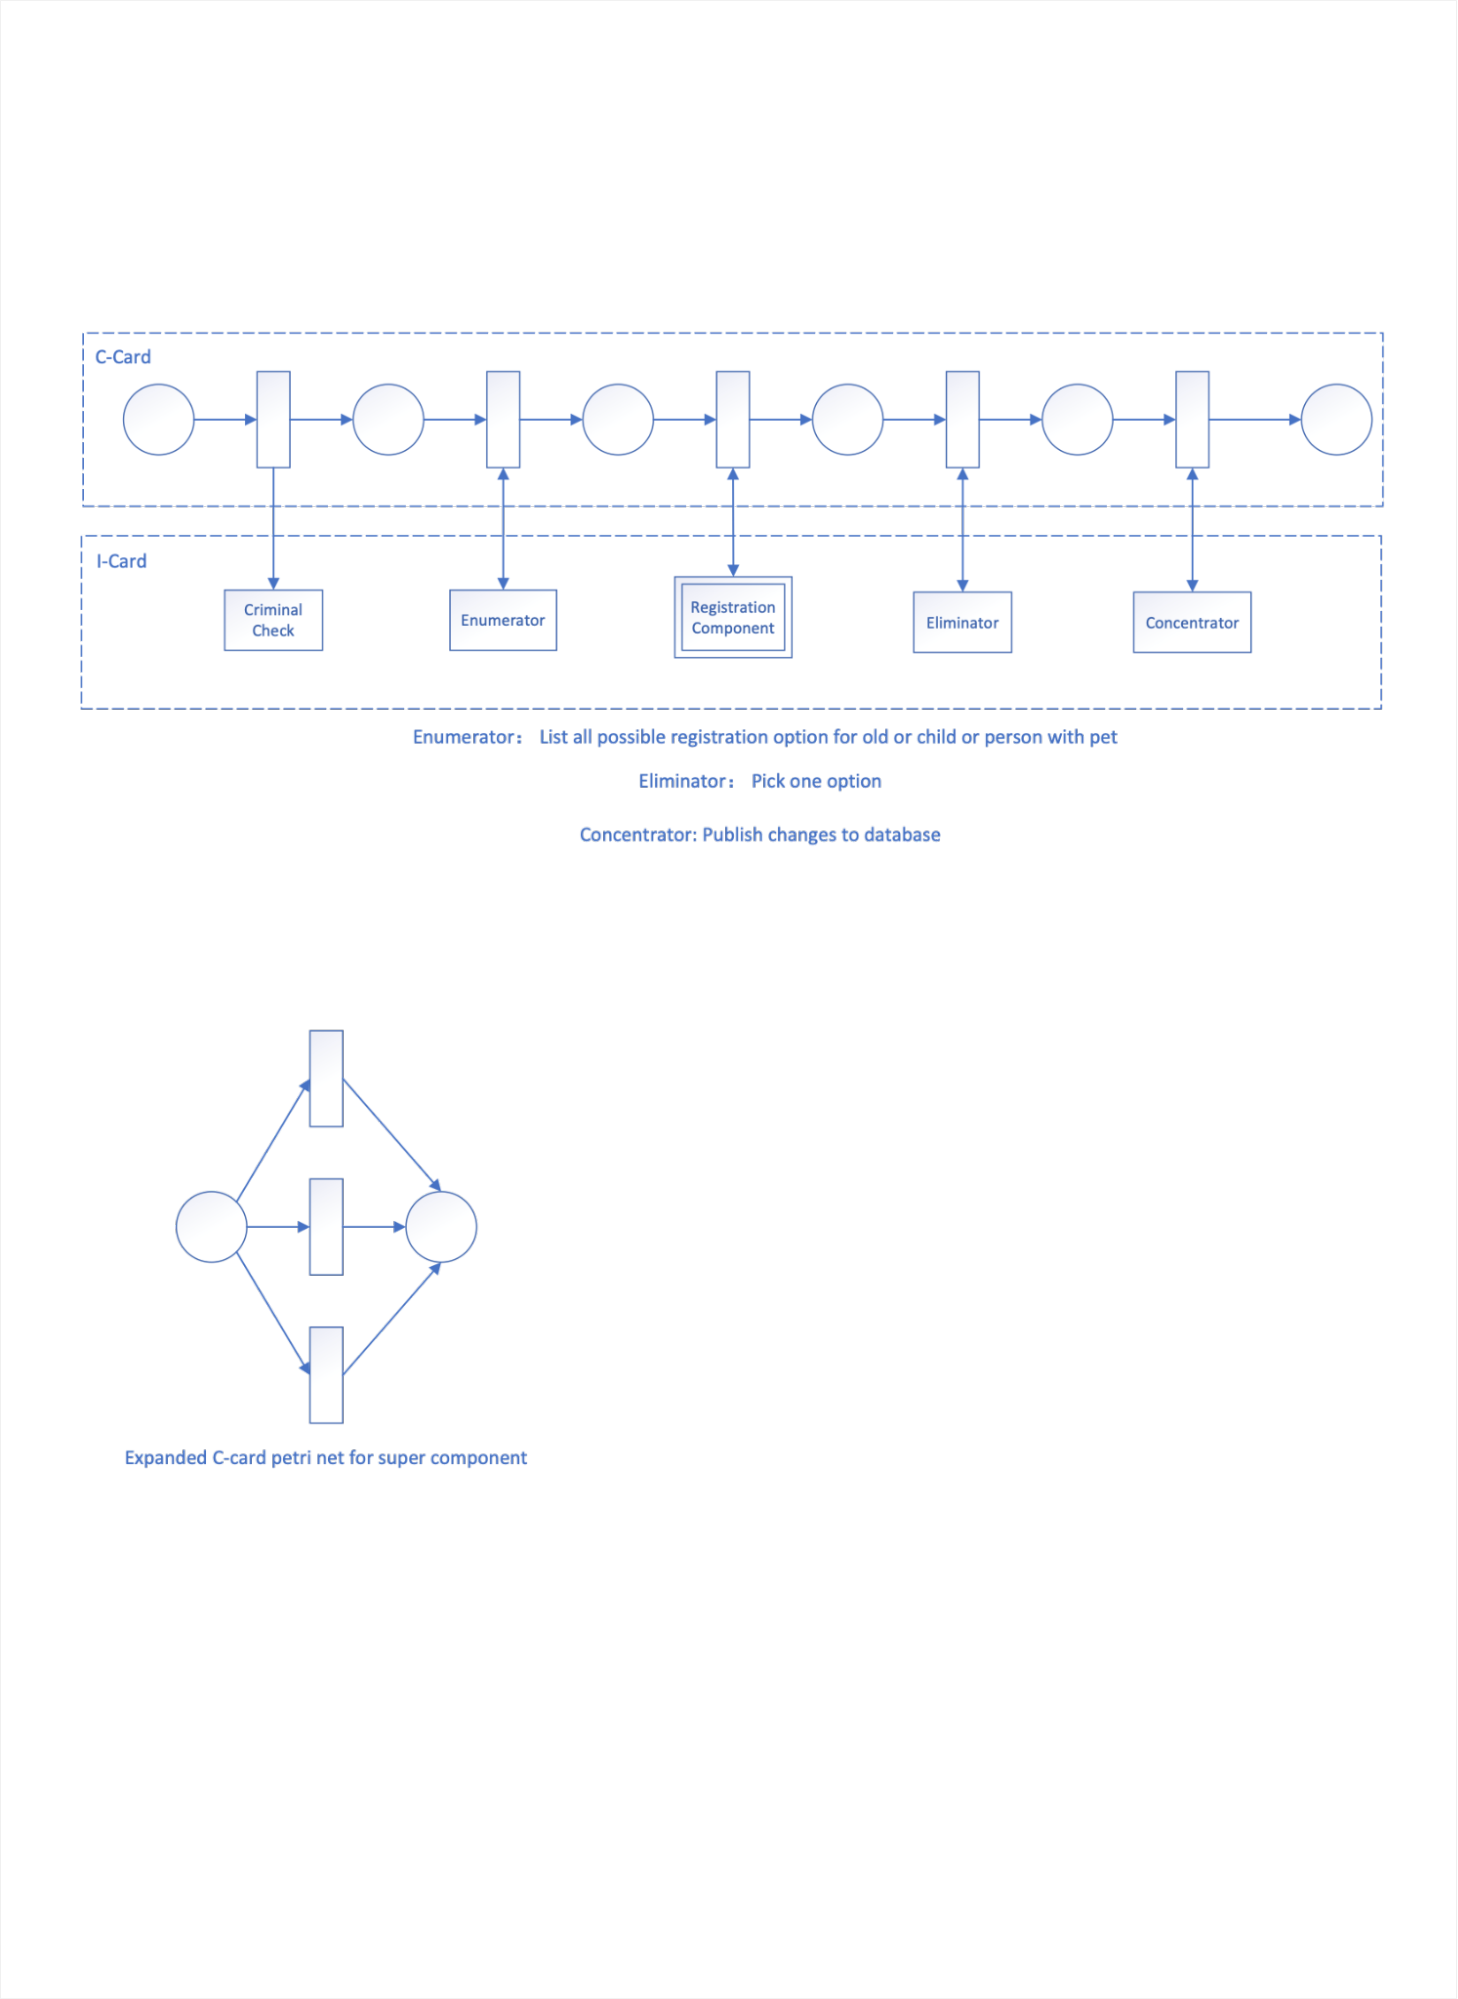 C-Card
I-Card
Criminal
Check
Enumerator
Registration
Component
Eliminator
Concentrator
Enumerator： List all possible registration option for old or child or person with pet
Eliminator： Pick one option
Concentrator: Publish changes to database
Expanded C-card petri net for super component